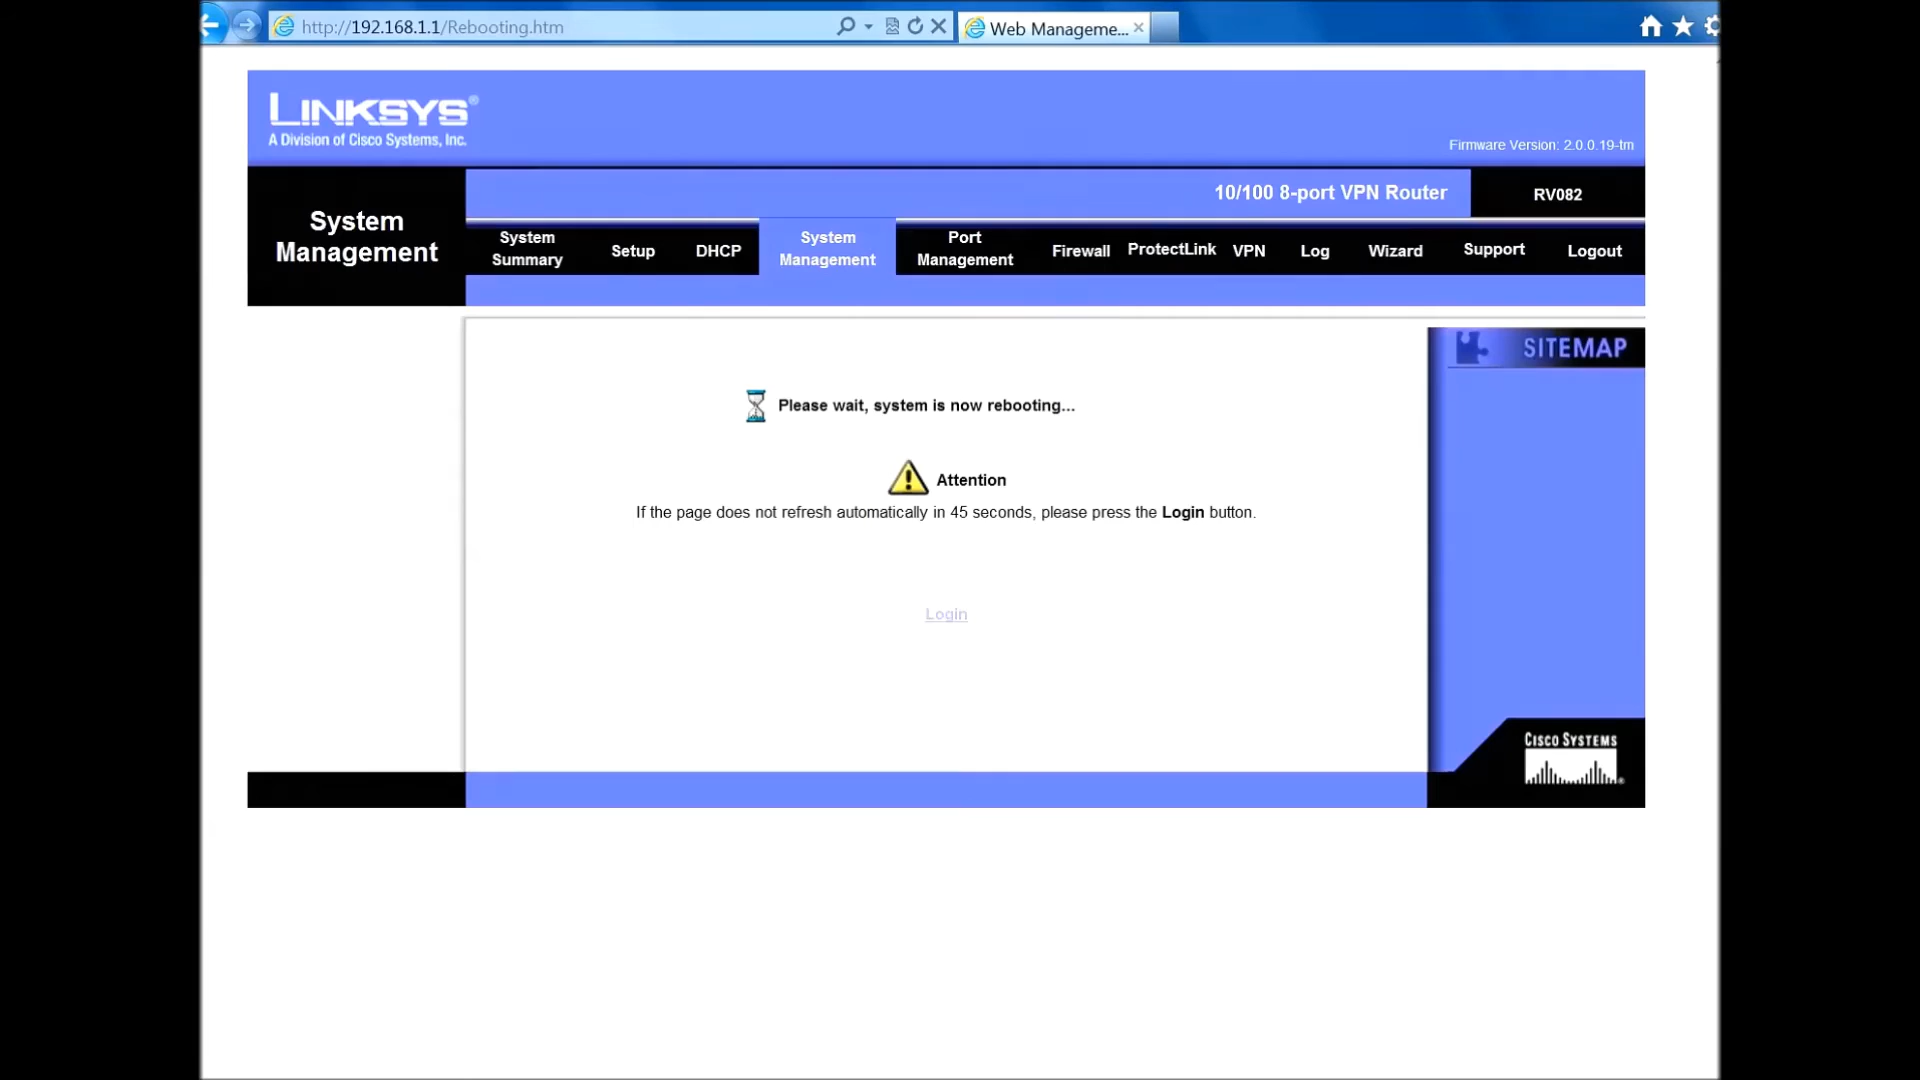 http://192.168.1.1/Rebooting.htm
Web Manageme...
LINKSYS®
A Division of Cisco Systems, Inc.
Firmware Version: 2.0.0.19-tm
10/100 8-port VPN Router
RV082
System
Management
System
Summary
Setup
DHCP
System
Management
Port
Management
Firewall
ProtectLink
VPN
Log
Wizard
Support
Logout
SITEMAP
Please wait, system is now rebooting...
Attention
If the page does not refresh automatically in 45 seconds, please press the Login button.
Login
CISCO SYSTEMS